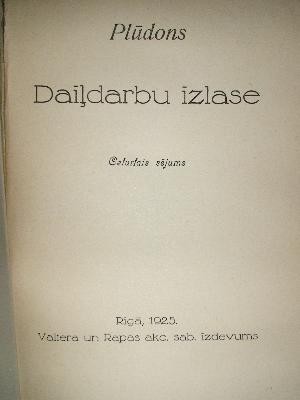 Plūdons
Daiļdarbu izlase
Ceturtais sējums
Rīgā, 1925.
Valtera un Rapas akc. sab. izdevums